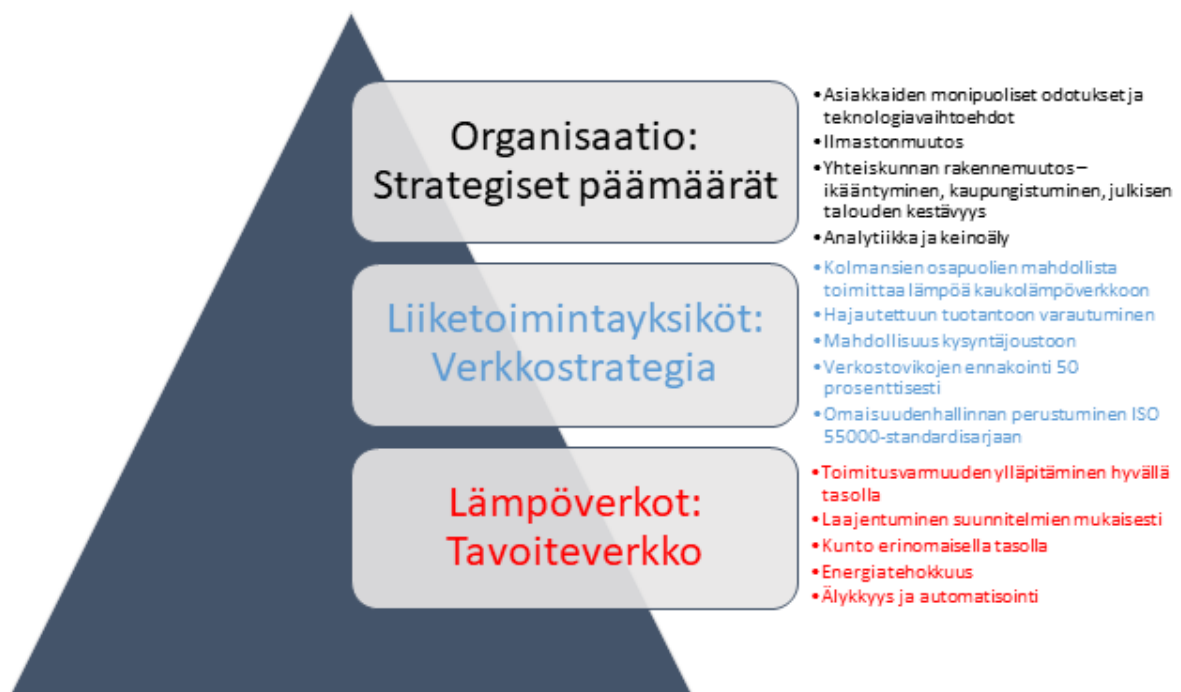 Organisaatio:
Strategiset päämäärät
•Asiakkaiden monipuoliset odotukset ja
teknologiavaihtoehdot
•Ilmastonmuutos
•Yhteiskunnan rakennemuutos –
ikääntyminen, kaupungistuminen, julkisen
talouden kestävyys
•Analytiikka ja keinoäly
Liiketoimintayksiköt:
Verkkostrategia
•Kolmansien osapuolien mahdollista
toimittaa lämpöä kaukolämpöverkkoon
•Hajautettuun tuotantoon varautuminen
•Mahdollisuus kysyntäjoustoon
•Verkostovikojen ennakointi 50
prosenttisesti
•Omaisuudenhallinnan perustuminen ISO
55000-standardisarjaan
Lämpöverkot:
Tavoiteverkko
•Toimitusvarmuuden ylläpitäminen hyvällä
tasolla
•Laajentuminen suunnitelmien mukaisesti
•Kunto erinomaisella tasolla
•Energiatehokkuus
•Älykkyys ja automatisointi